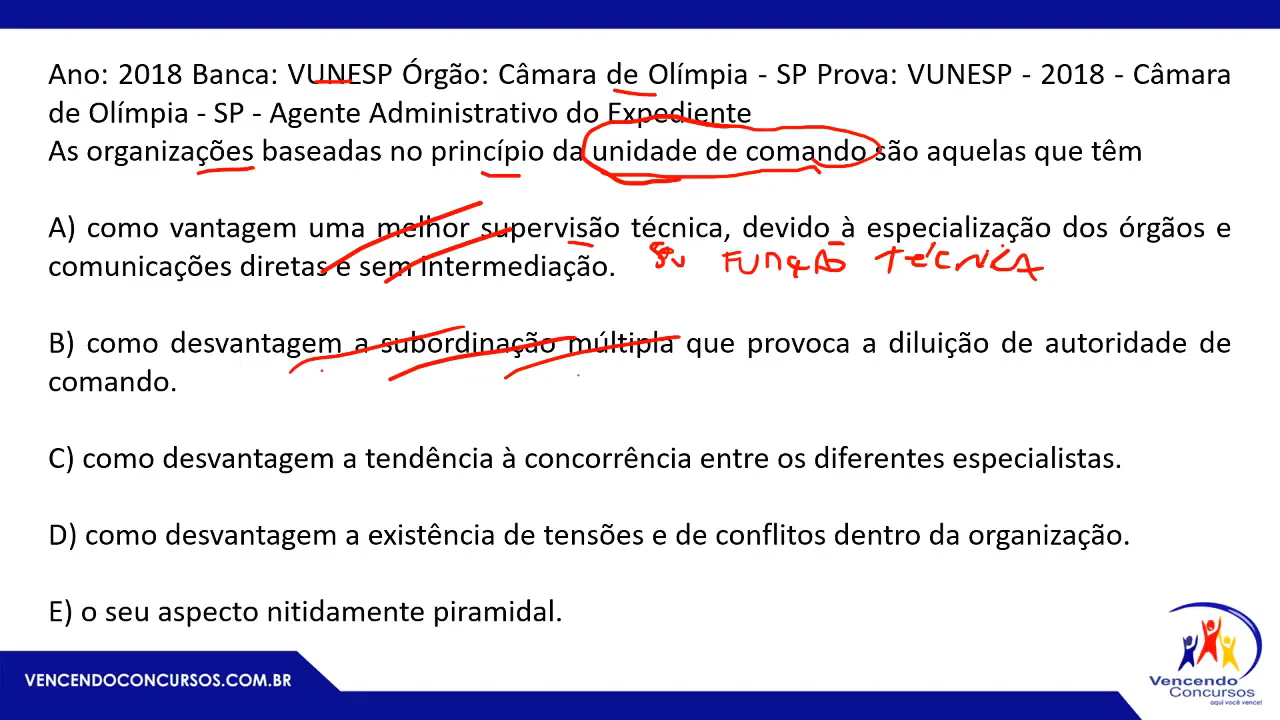 Ano: 2018 Banca: VUNESP Órgão: Câmara de Olímpia - SP Prova: VUNESP - 2018 - Câmara
de Olímpia - SP - Agente Administrativo do Expediente
As organizações baseadas no princípio da unidade de comando são aquelas que têm
A) como vantagem uma melhor supervisão técnica, devido à especialização dos órgãos e
comunicações diretas e sem intermediação.
FUNÇÃO TÉCNICA
B) como desvantagem a subordinação múltipla que provoca a diluição de autoridade de
comando.
C) como desvantagem a tendência à concorrência entre os diferentes especialistas.
D) como desvantagem a existência de tensões e de conflitos dentro da organização.
E) o seu aspecto nitidamente piramidal.
VENCENDOCONCURSOS.COM.BR
Vencendo
Concursos
aqui você vence!